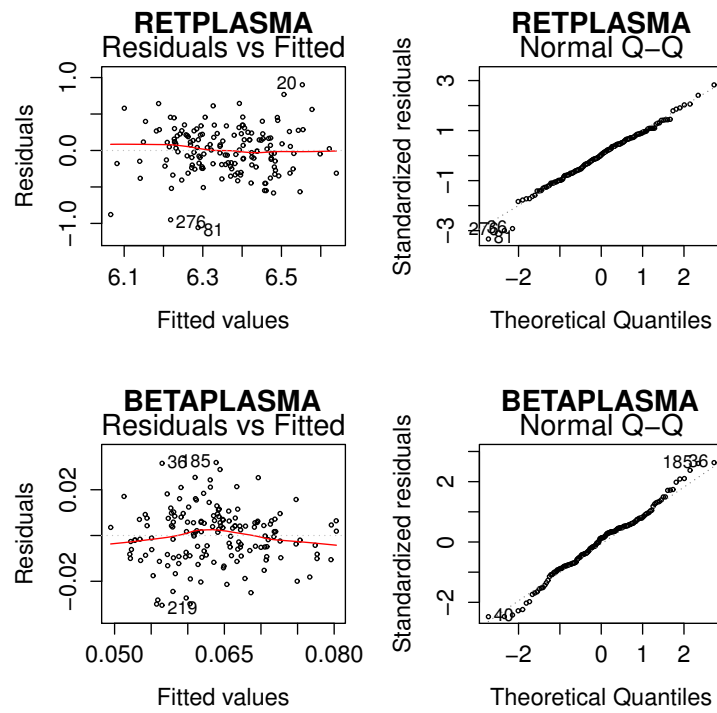 RETPLASMA
Residuals vs Fitted
Residuals
1.0
0.0
−1.0
20
276
81
6.1
6.3
6.5
Fitted values
RETPLASMA
Normal Q−Q
Standardized residuals
3
1
−1
−3
81
−2
0
2
Theoretical Quantiles
BETAPLASMA
Residuals vs Fitted
Residuals
0.02
−0.02
36
185
219
0.050
0.065
0.080
Fitted values
BETAPLASMA
Normal Q−Q
Standardized residuals
2
0
−2
185
36
40
−2
0
2
Theoretical Quantiles